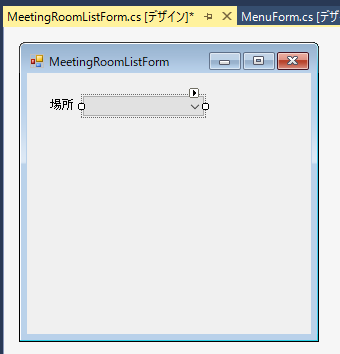 MeetingRoomListForm.cs [デザイン]*
MenuForm.cs [デザ
MeetingRoomListForm
場所